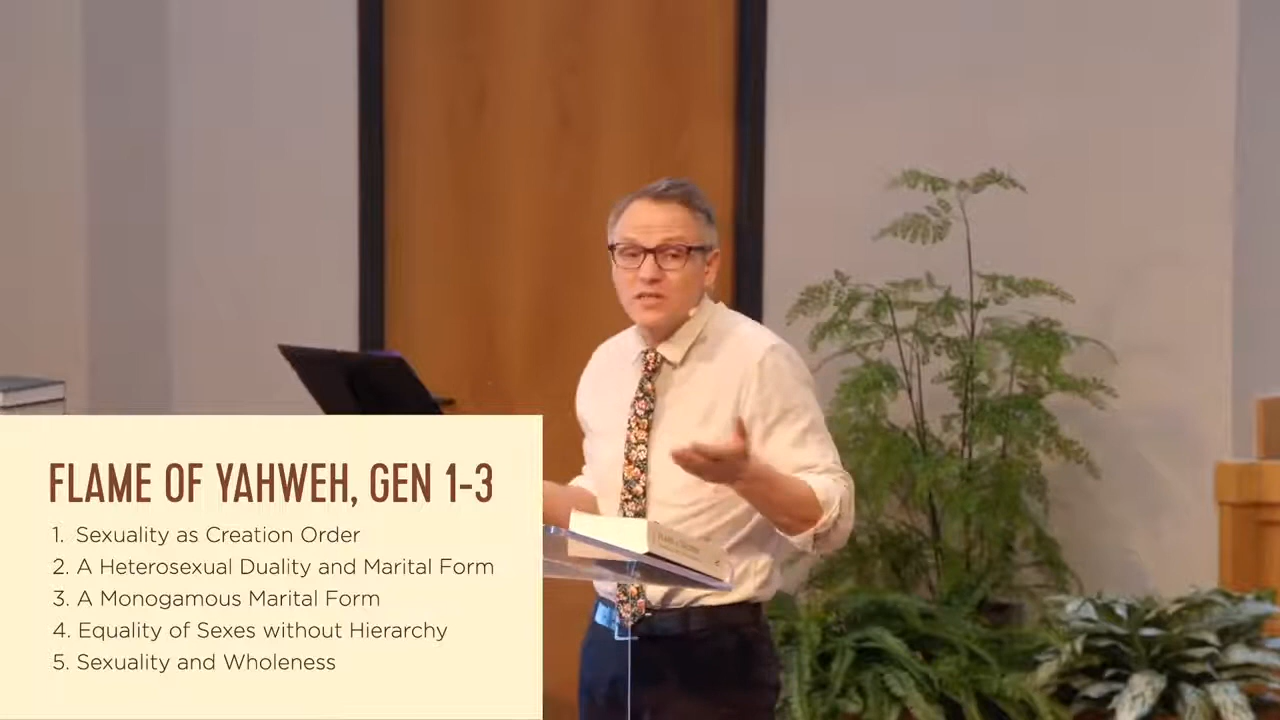 FLAME OF YAHWEH, GEN 1-3
1. Sexuality as Creation Order
2. A Heterosexual Duality and Marital Form
3. A Monogamous Marital Form
4. Equality of Sexes without Hierarchy
5. Sexuality and Wholeness